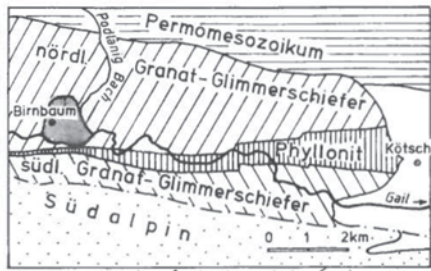 Permomesozoikum
Podlanig
Bach
nördl.
Granat-Glimmerschiefer
Birnbaum
Phyllonit
Kötsch
südl. Granat-Glimmerschiefer
Gail
Südalpin
0 1 2km